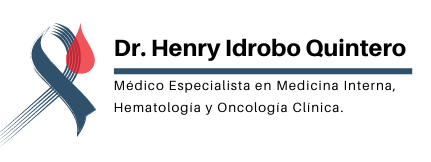 Dr. Henry Idrobo Quintero
Médico Especialista en Medicina Interna,
Hematología y Oncología Clínica.